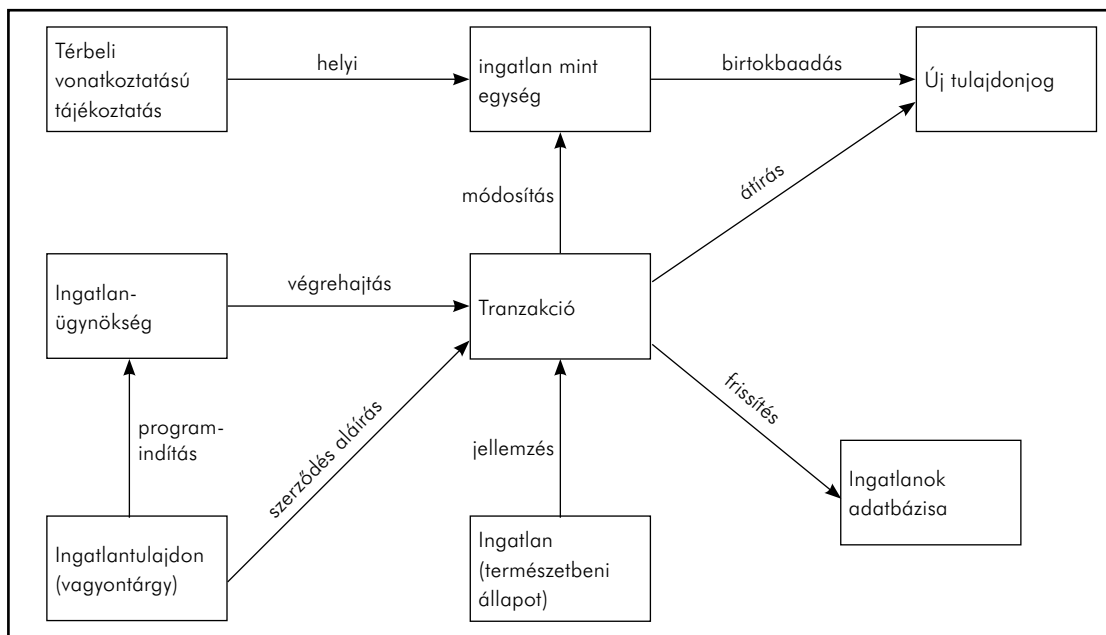 Térbeli
vonatkoztatású
tájékoztatás
helyi
ingatlan mint
egység
birtokbaadás
Új tulajdonjog
módosítás
átírás
Ingatlan-
ügynökség
végrehajtás
Tranzakció
program-
indítás
szerződés aláírás
jellemzés
frissítés
Ingatlanok
adatbázisa
Ingatlantulajdon
(vagyontárgy)
Ingatlan
(természetbeni
állapot)